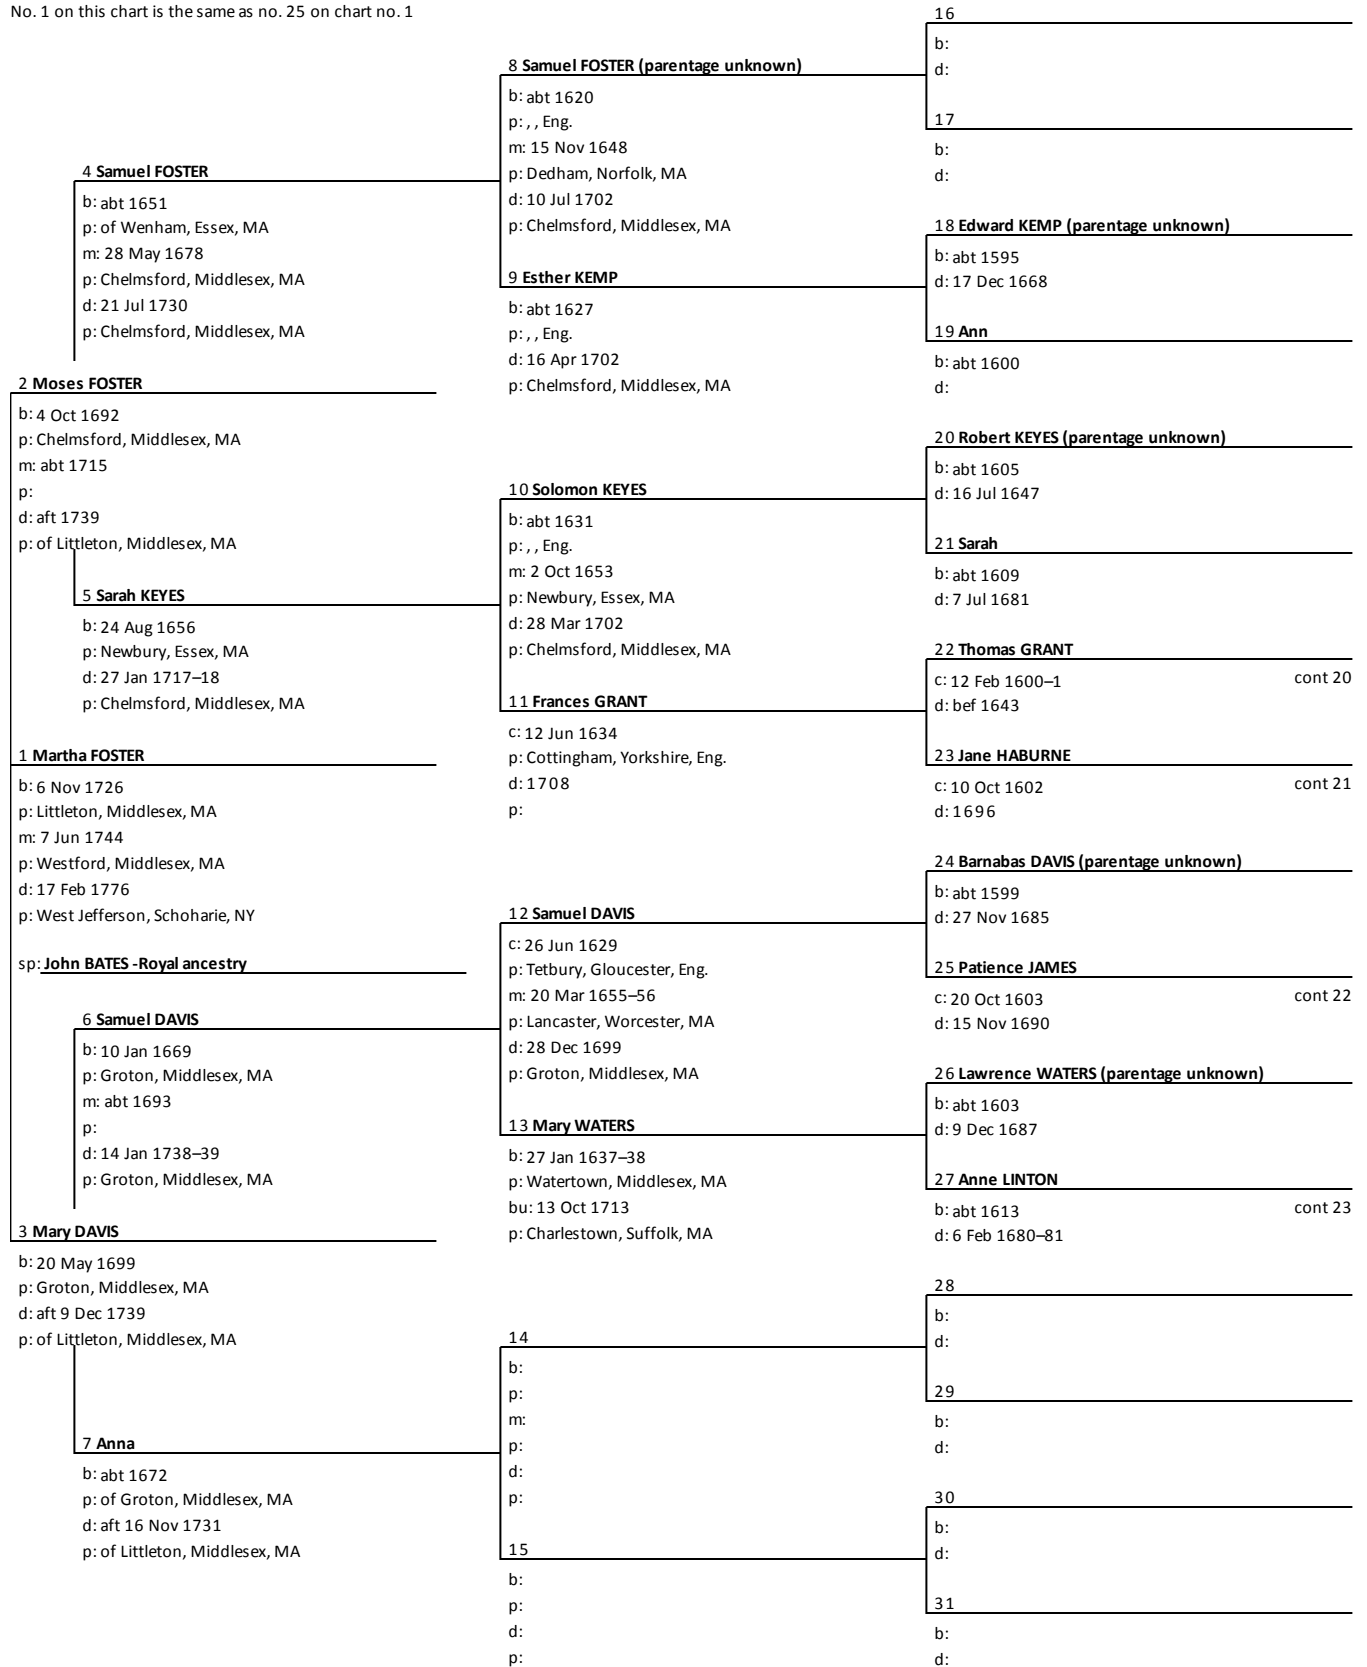 No. 1 on this chart is the same as no. 25 on chart no. 1
4 Samuel FOSTER
b: abt 1651
p: of Wenham, Essex, MA
m: 28 May 1678
p: Chelmsford, Middlesex, MA
d: 21 Jul 1730
p: Chelmsford, Middlesex, MA
2 Moses FOSTER
b: 4 Oct 1692
p: Chelmsford, Middlesex, MA
m: abt 1715
p:
d: aft 1739
p: of Littleton, Middlesex, MA
5 Sarah KEYES
b: 24 Aug 1656
p: Newbury, Essex, MA
d: 27 Jan 1717–18
p: Chelmsford, Middlesex, MA
1 Martha FOSTER
b: 6 Nov 1726
p: Littleton, Middlesex, MA
m: 7 Jun 1744
p: Westford, Middlesex, MA
d: 17 Feb 1776
p: West Jefferson, Schoharie, NY
sp: John BATES -Royal ancestry
6 Samuel DAVIS
b: 10 Jan 1669
p: Groton, Middlesex, MA
m: abt 1693
p:
d: 14 Jan 1738–39
p: Groton, Middlesex, MA
3 Mary DAVIS
b: 20 May 1699
p: Groton, Middlesex, MA
d: aft 9 Dec 1739
p: of Littleton, Middlesex, MA
7 Anna
b: abt 1672
p: of Groton, Middlesex, MA
d: aft 16 Nov 1731
p: of Littleton, Middlesex, MA
8 Samuel FOSTER (parentage unknown)
b: abt 1620
p: , , Eng.
m: 15 Nov 1648
p: Dedham, Norfolk, MA
d: 10 Jul 1702
p: Chelmsford, Middlesex, MA
9 Esther KEMP
b: abt 1627
p: , , Eng.
d: 16 Apr 1702
p: Chelmsford, Middlesex, MA
10 Solomon KEYES
b: abt 1631
p: , , Eng.
m: 2 Oct 1653
p: Newbury, Essex, MA
d: 28 Mar 1702
p: Chelmsford, Middlesex, MA
11 Frances GRANT
c: 12 Jun 1634
p: Cottingham, Yorkshire, Eng.
d: 1708
p:
12 Samuel DAVIS
c: 26 Jun 1629
p: Tetbury, Gloucester, Eng.
m: 20 Mar 1655–56
p: Lancaster, Worcester, MA
d: 28 Dec 1699
p: Groton, Middlesex, MA
13 Mary WATERS
b: 27 Jan 1637–38
p: Watertown, Middlesex, MA
bu: 13 Oct 1713
p: Charlestown, Suffolk, MA
14
b:
p:
m:
p:
d:
p:
15
b:
p:
d:
p:
16
b:
d:
17
b:
d:
18 Edward KEMP (parentage unknown)
b: abt 1595
d: 17 Dec 1668
19 Ann
b: abt 1600
d:
20 Robert KEYES (parentage unknown)
b: abt 1605
d: 16 Jul 1647
21 Sarah
b: abt 1609
d: 7 Jul 1681
22 Thomas GRANT
c: 12 Feb 1600–1 cont 20
d: bef 1643
23 Jane HABURNE
c: 10 Oct 1602 cont 21
d: 1696
24 Barnabas DAVIS (parentage unknown)
b: abt 1599
d: 27 Nov 1685
25 Patience JAMES
c: 20 Oct 1603 cont 22
d: 15 Nov 1690
26 Lawrence WATERS (parentage unknown)
b: abt 1603
d: 9 Dec 1687
27 Anne LINTON
b: abt 1613 cont 23
d: 6 Feb 1680–81
28
b:
d:
29
b:
d:
30
b:
d:
31
b:
d: